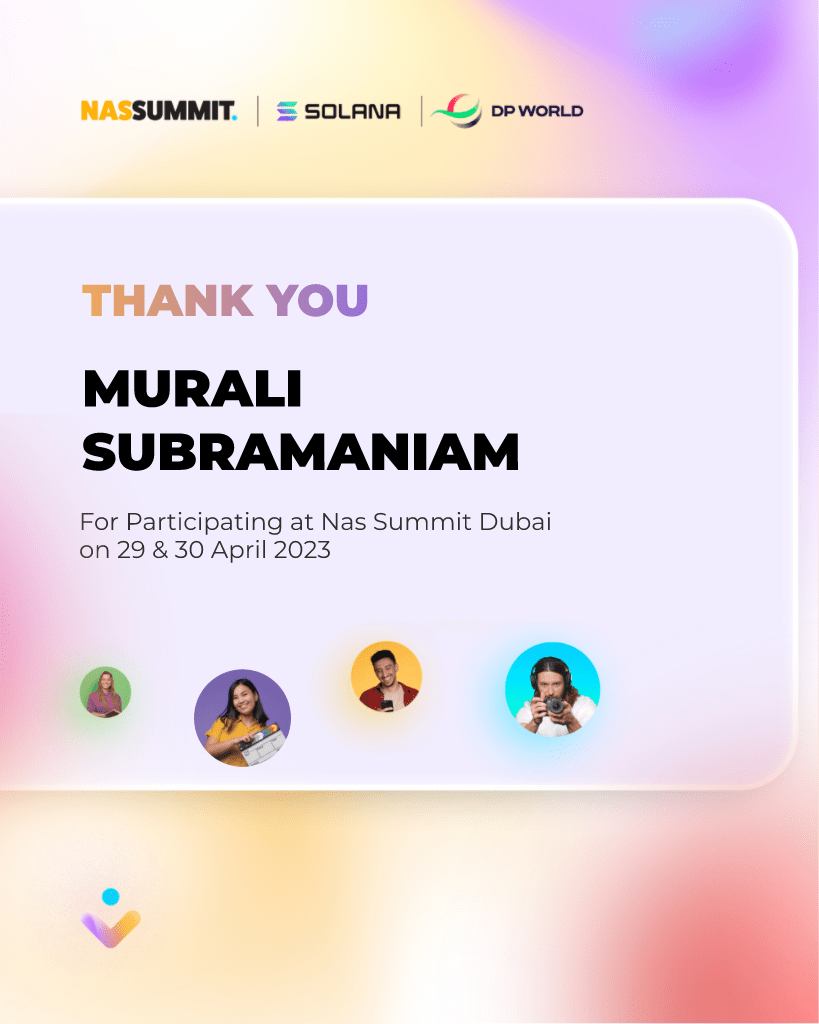 NASSUMMIT. | SOLANA | DP WORLD
THANK YOU
MURALI
SUBRAMANIAM
For Participating at Nas Summit Dubai
on 29 & 30 April 2023